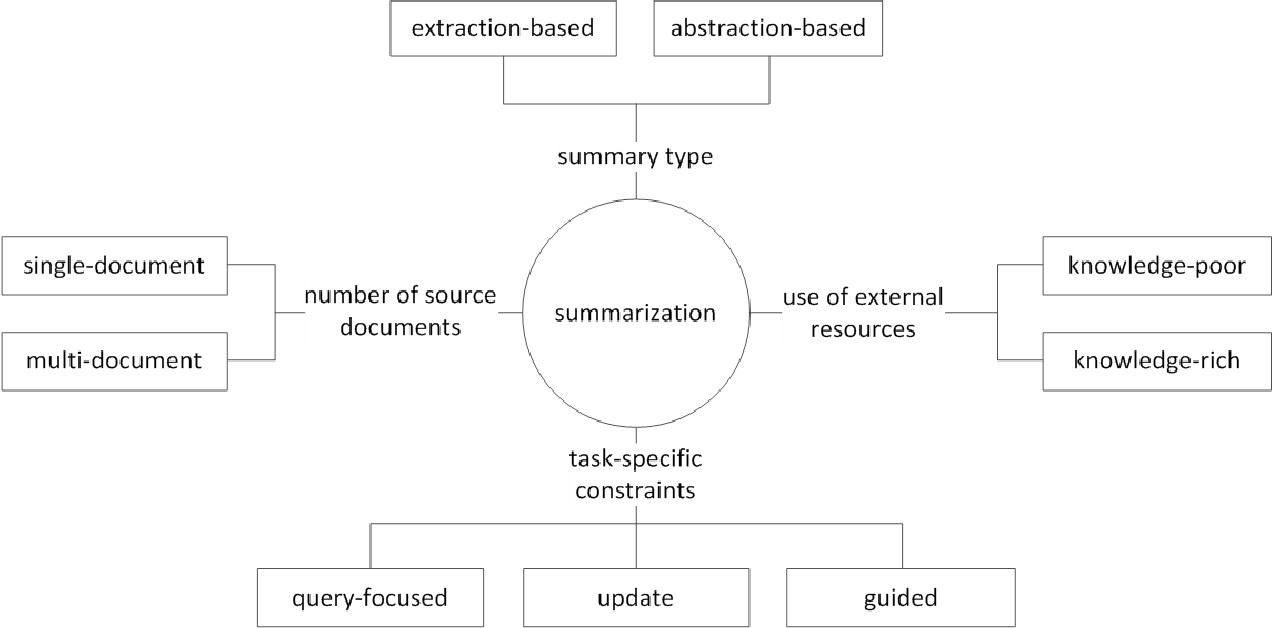 extraction-based
abstraction-based
summary type
single-document
multi-document
number of source
documents
summarization
use of external
resources
knowledge-poor
knowledge-rich
task-specific
constraints
query-focused
update
guided